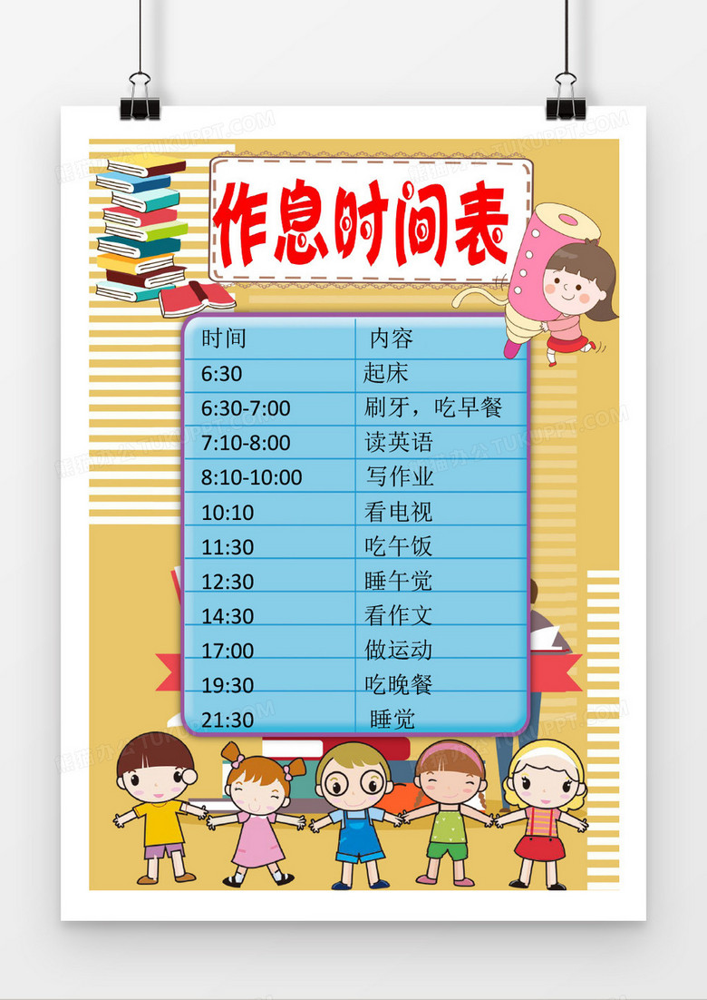 作息时间表
时间 内容
6:30 起床
6:30-7:00 刷牙，吃早餐
7:10-8:00 读英语
8:10-10:00 写作业
10:10 看电视
11:30 吃午饭
12:30 睡午觉
14:30 看作文
17:00 做运动
19:30 吃晚餐
21:30 睡觉